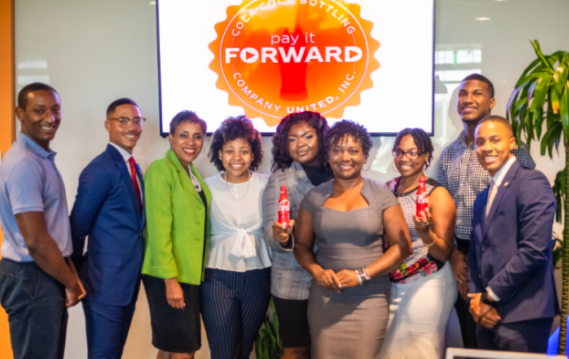 COCA-COLA BOTTLING
pay it
FORWARD
COMPANY UNITED, INC.